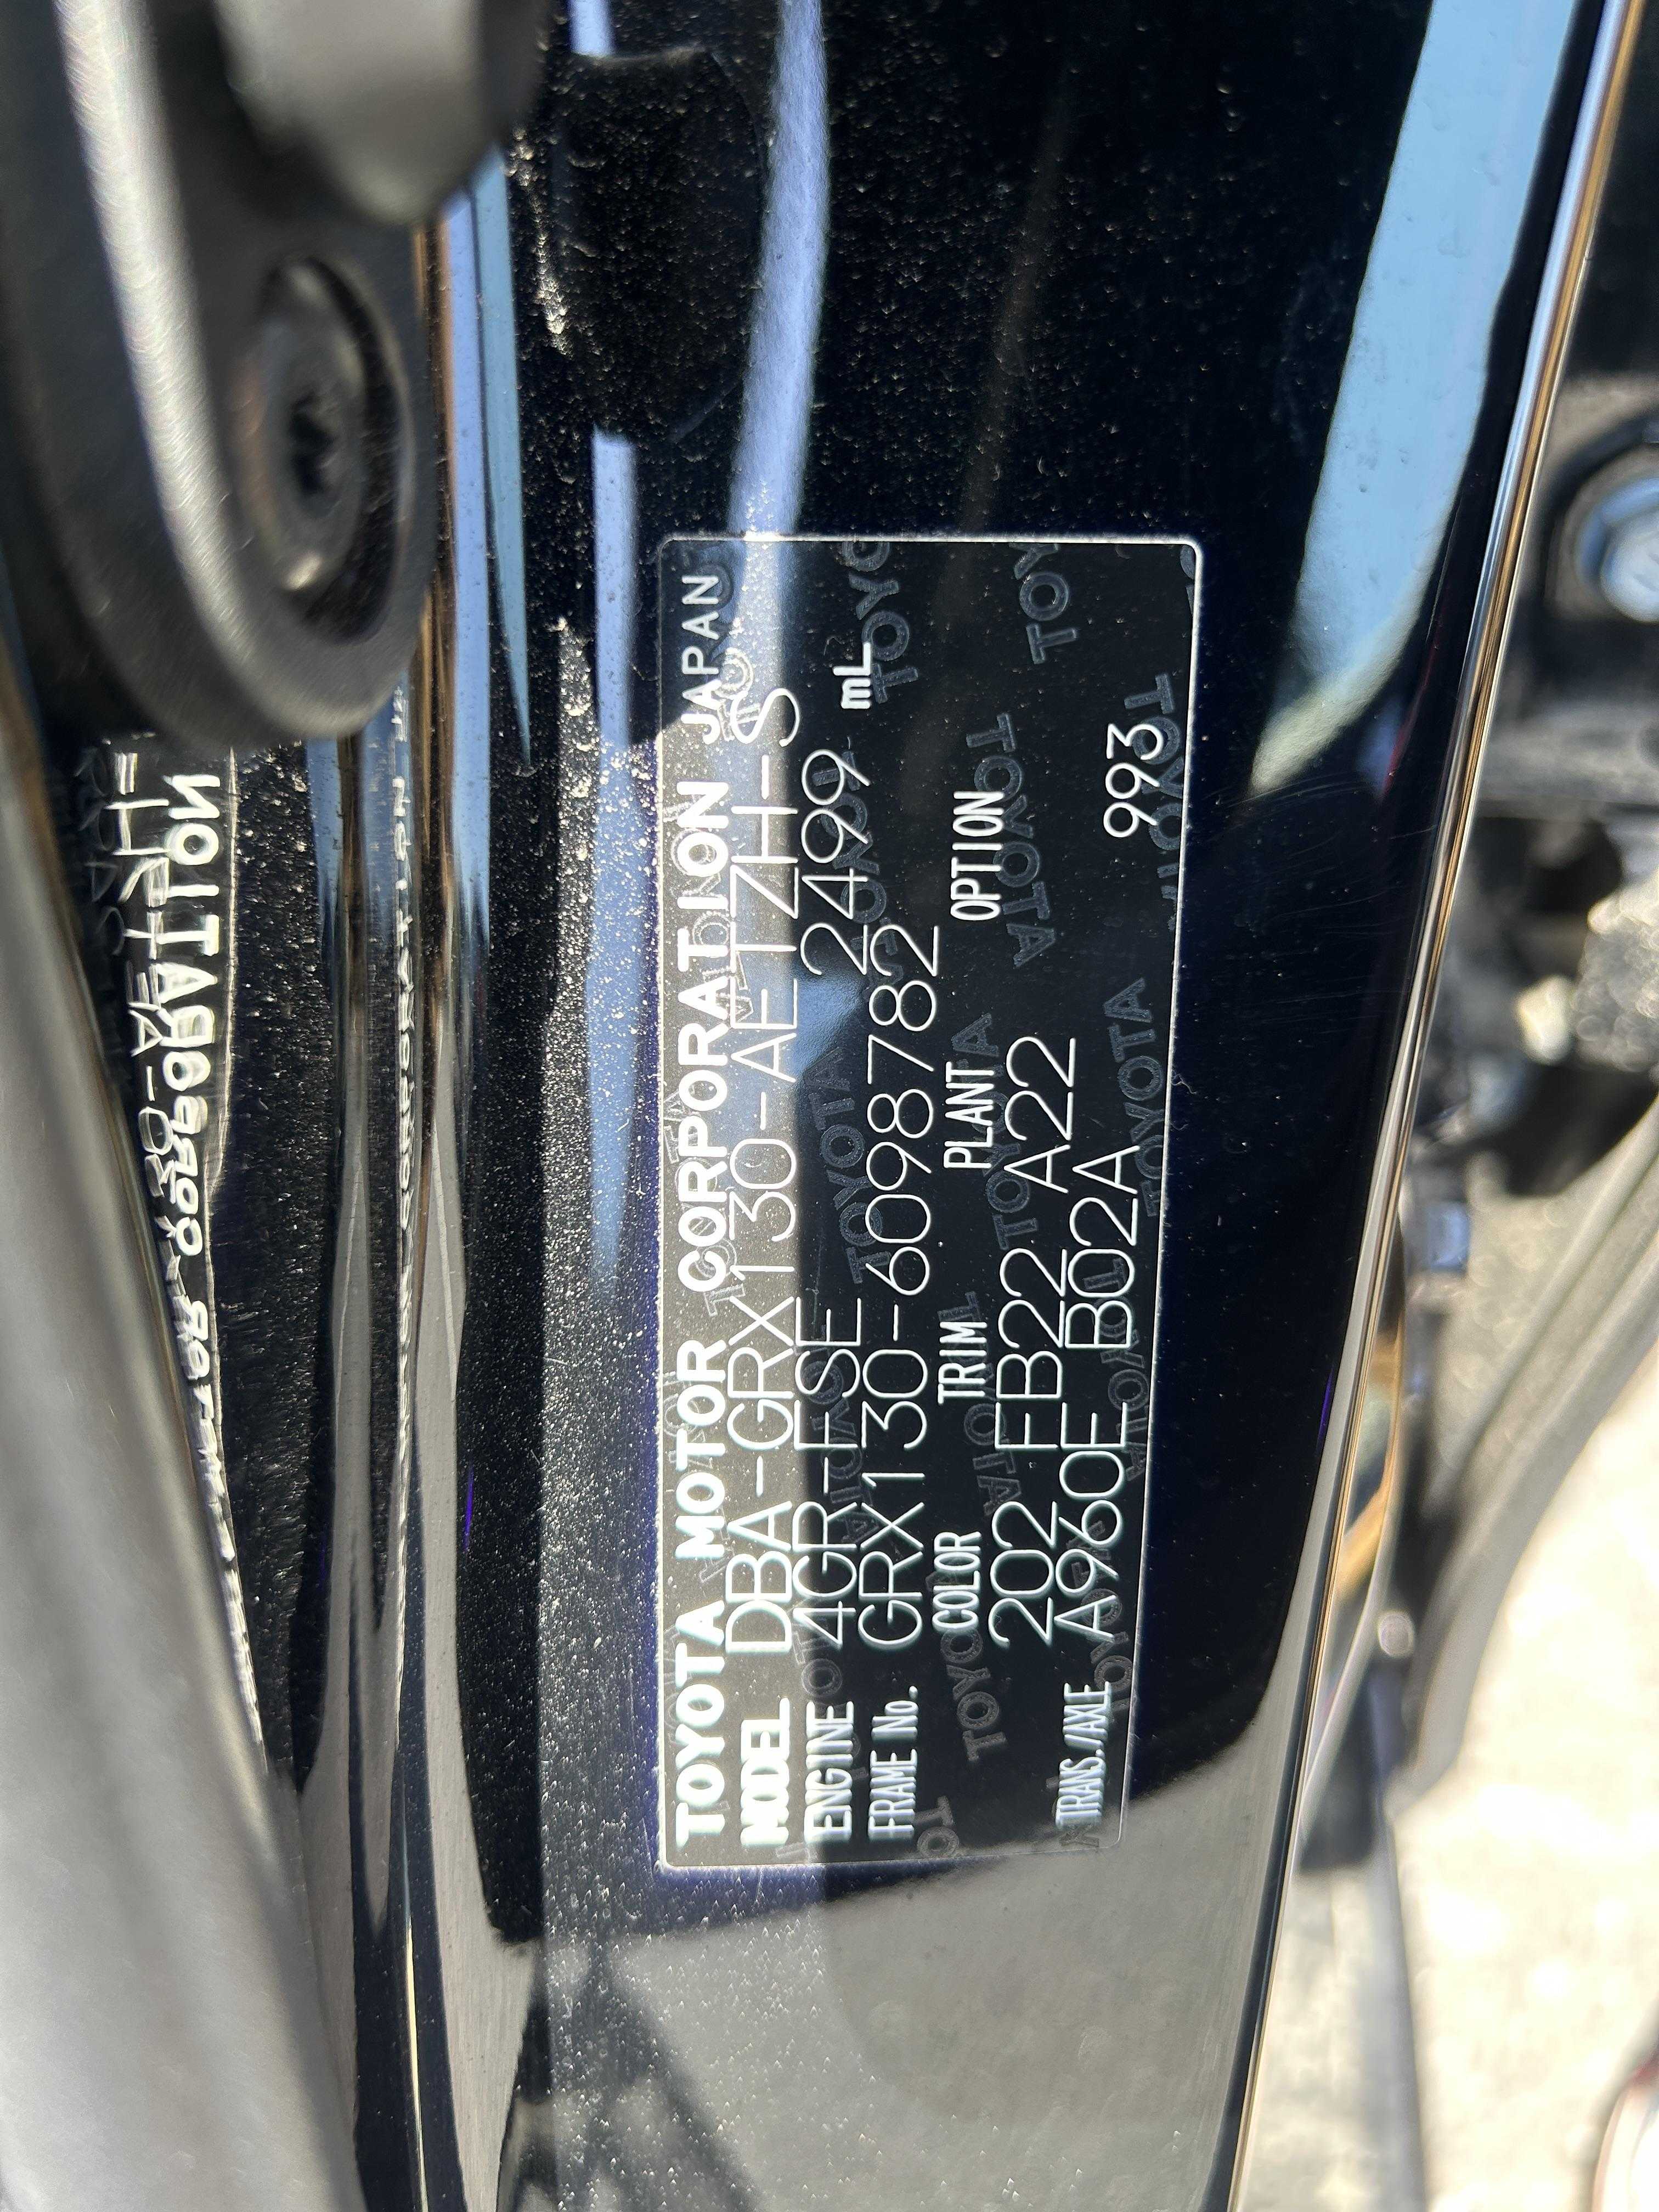 TOYOTA MOTOR CORPORATION JAPAN
MODEL DBA-GRX130-AETZH-S
ENGINE 4GR-FSE 2499 mL
FRAME No. GRX130-6098782
COLOR TRIM PLANT OPTION
202 FB22 A22
TRANS./AXLE A960E B02A 993